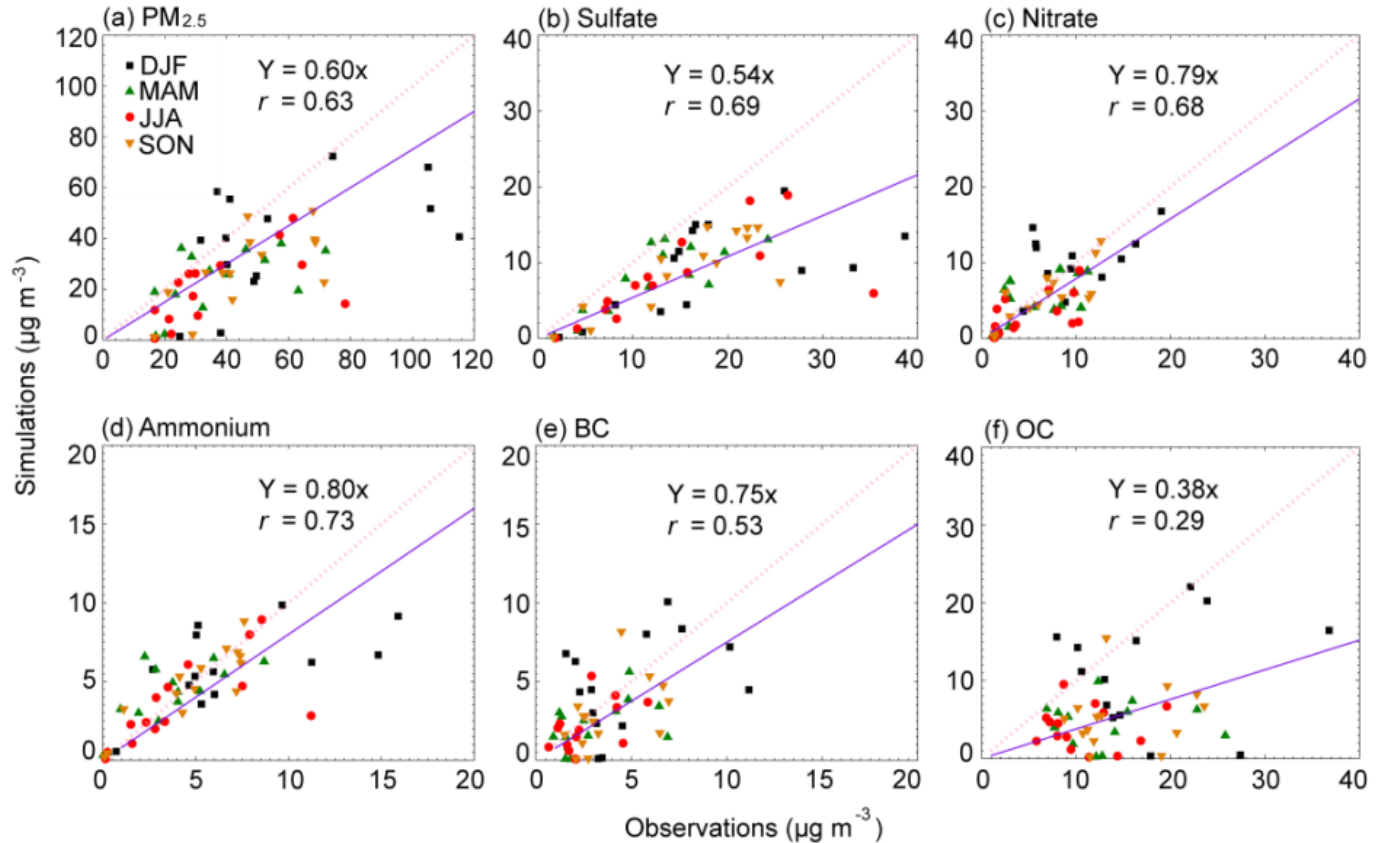 (a) PM2.5
120
100
80
60
40
20
0
0 20 40 60 80 100 120
DJF
MAM
JJA
SON
Y = 0.60x
r = 0.63
(b) Sulfate
40
30
20
10
0
0 10 20 30 40
Y = 0.54x
r = 0.69
(c) Nitrate
40
30
20
10
0
0 10 20 30 40
Y = 0.79x
r = 0.68
Simulations (μg m-3)
(d) Ammonium
20
15
10
5
0
0 5 10 15 20
Y = 0.80x
r = 0.73
(e) BC
20
15
10
5
0
0 5 10 15 20
Y = 0.75x
r = 0.53
(f) OC
40
30
20
10
0
0 10 20 30 40
Y = 0.38x
r = 0.29
Observations (μg m-3)